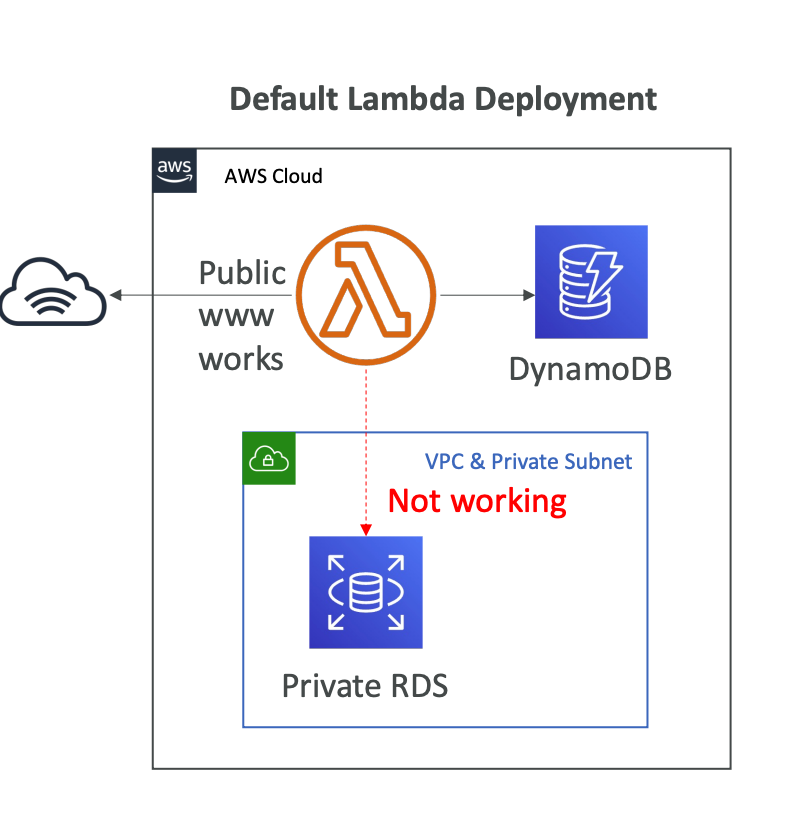 Default Lambda Deployment
aws
AWS Cloud
Public
www
works
DynamoDB
VPC & Private Subnet
Not working
Private RDS